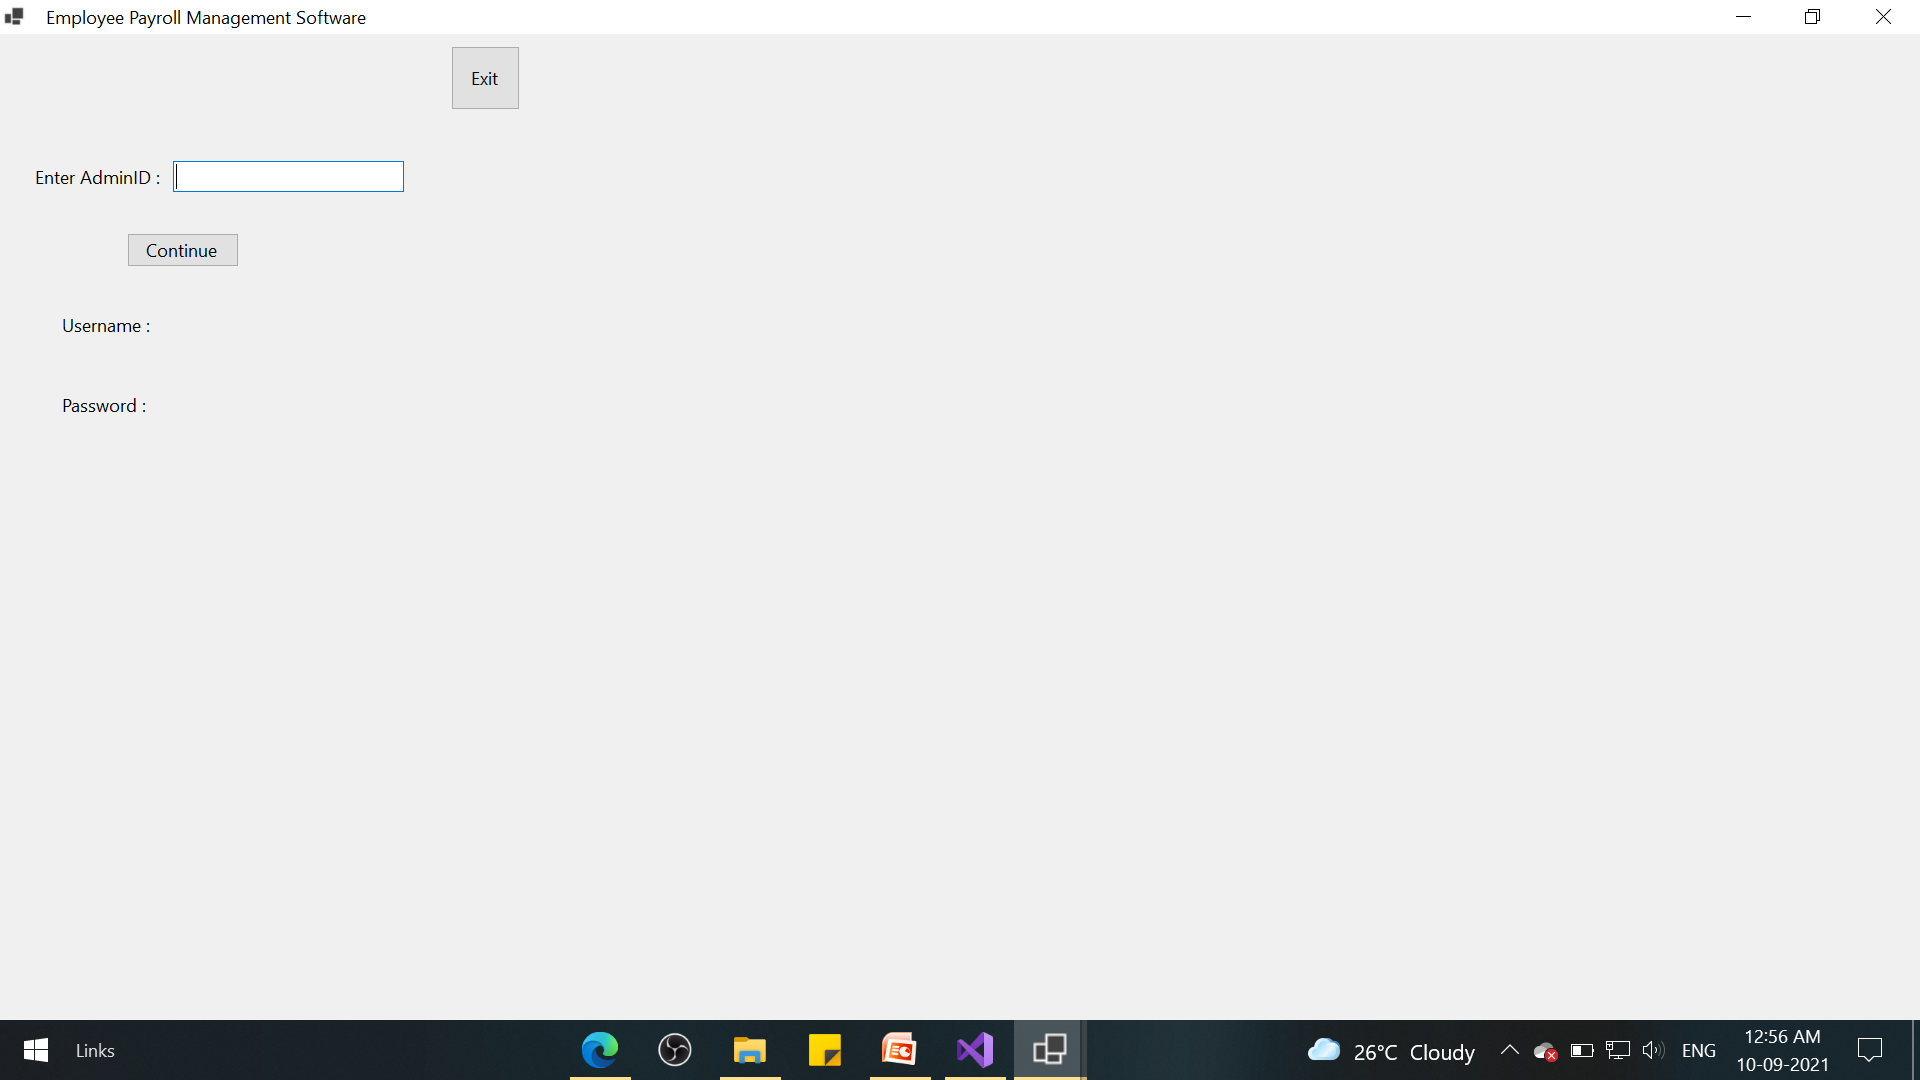 Employee Payroll Management Software
Exit
Enter AdminID :
Continue
Username :
Password :
Links
26°C Cloudy
ENG
12:56 AM
10-09-2021